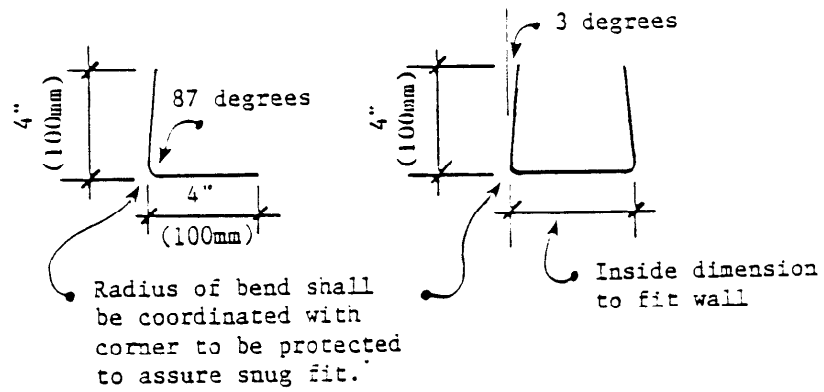 3 degrees
4"
(100mm)
87 degrees
4"
(100mm)
4"
(100mm)
Inside dimension
to fit wall
Radius of bend shall
be coordinated with
corner to be protected
to assure snug fit.